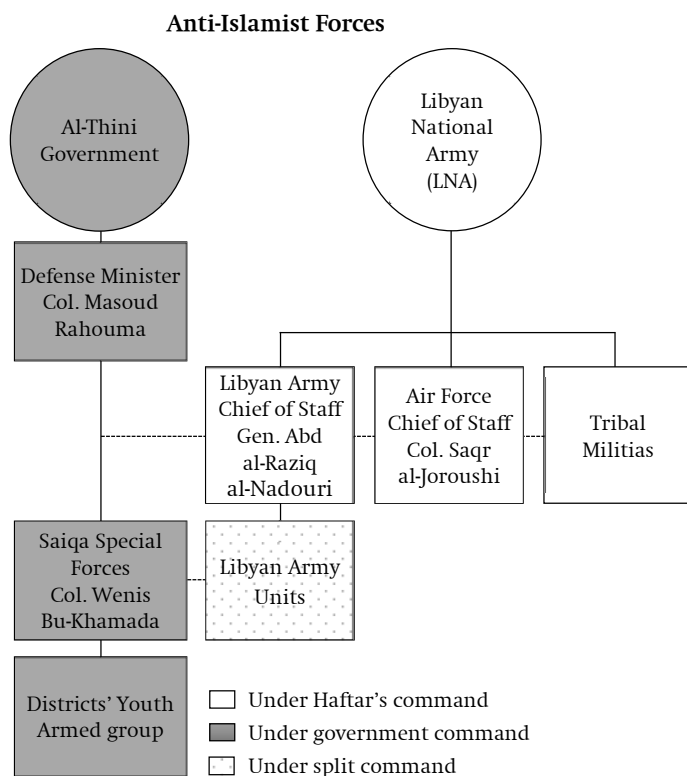 Anti-Islamist Forces
Al-Thini
Government
Libyan
National
Army
(LNA)
Defense Minister
Col. Masoud
Rahouma
Libyan Army
Chief of Staff
Gen. Abd
al-Raziq
al-Nadouri
Air Force
Chief of Staff
Col. Saqr
al-Joroushi
Tribal
Militias
Saiqa Special
Forces
Col. Wenis
Bu-Khamada
Libyan Army
Units
Districts’ Youth
Armed group
Under Haftar’s command
Under government command
Under split command